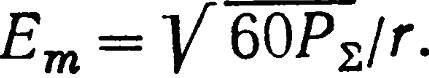 E_m = √60P_Σ/r.